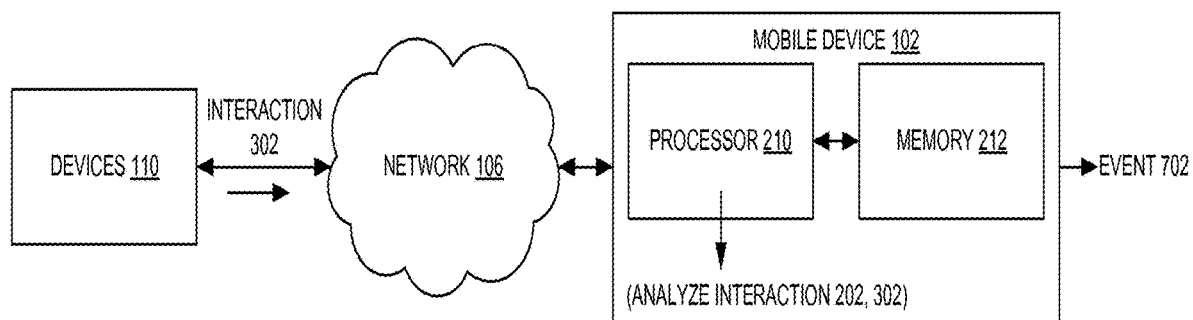 MOBILE DEVICE 102
INTERACTION
302
DEVICES 110
NETWORK 106
PROCESSOR 210
MEMORY 212
EVENT 702
(ANALYZE INTERACTION 202, 302)